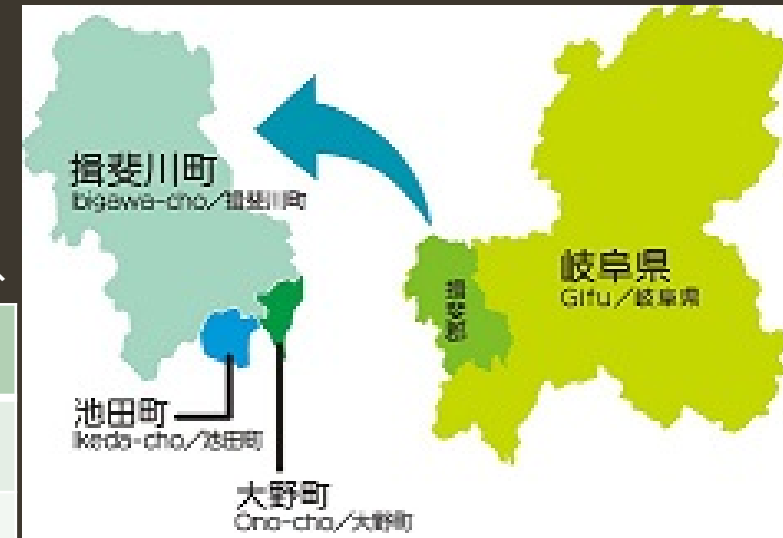 揖斐川町
Ibigawa-cho/揖斐川町
岐阜県
Gifu/岐阜県
揖斐郡
池田町
Ikeda-cho/池田町
大野町
Ono-cho/大野町